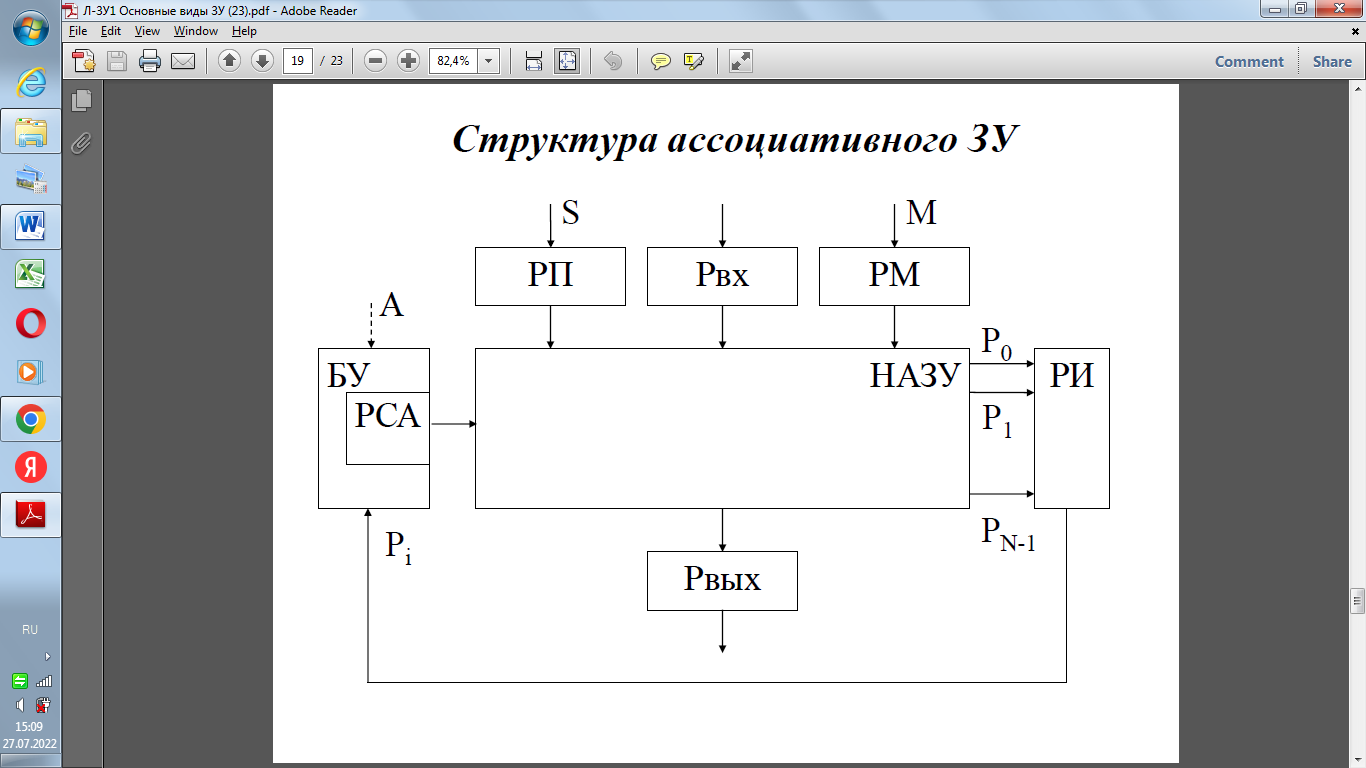 Л-ЗУ1 Основные виды ЗУ (23).pdf - Adobe Reader
File Edit View Window Help
19 / 23 82,4% Comment Share
Структура ассоциативного ЗУ
S M
РП Рвх РМ
А
БУ НАЗУ P0 РИ
РСА P1
Pi PN-1
Рвых
RU
15:09
27.07.2022